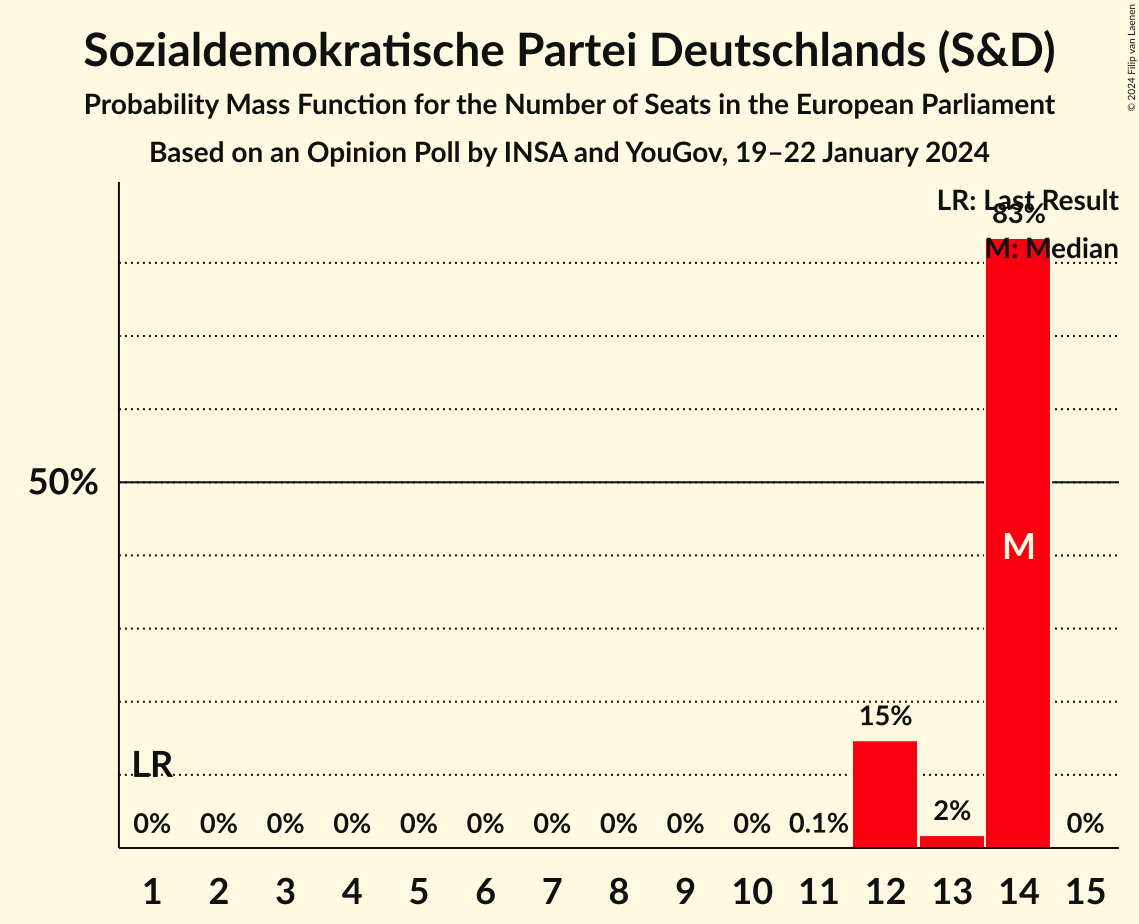 Sozialdemokratische Partei Deutschlands (S&D)
Probability Mass Function for the Number of Seats in the European Parliament
Based on an Opinion Poll by INSA and YouGov, 19–22 January 2024
© 2024 Filip van Laenen
LR: Last Result
83%
M: Median
50%
M
15%
LR
2%
0% 0% 0% 0% 0% 0% 0% 0% 0% 0% 0.1% 0%
1 2 3 4 5 6 7 8 9 10 11 12 13 14 15